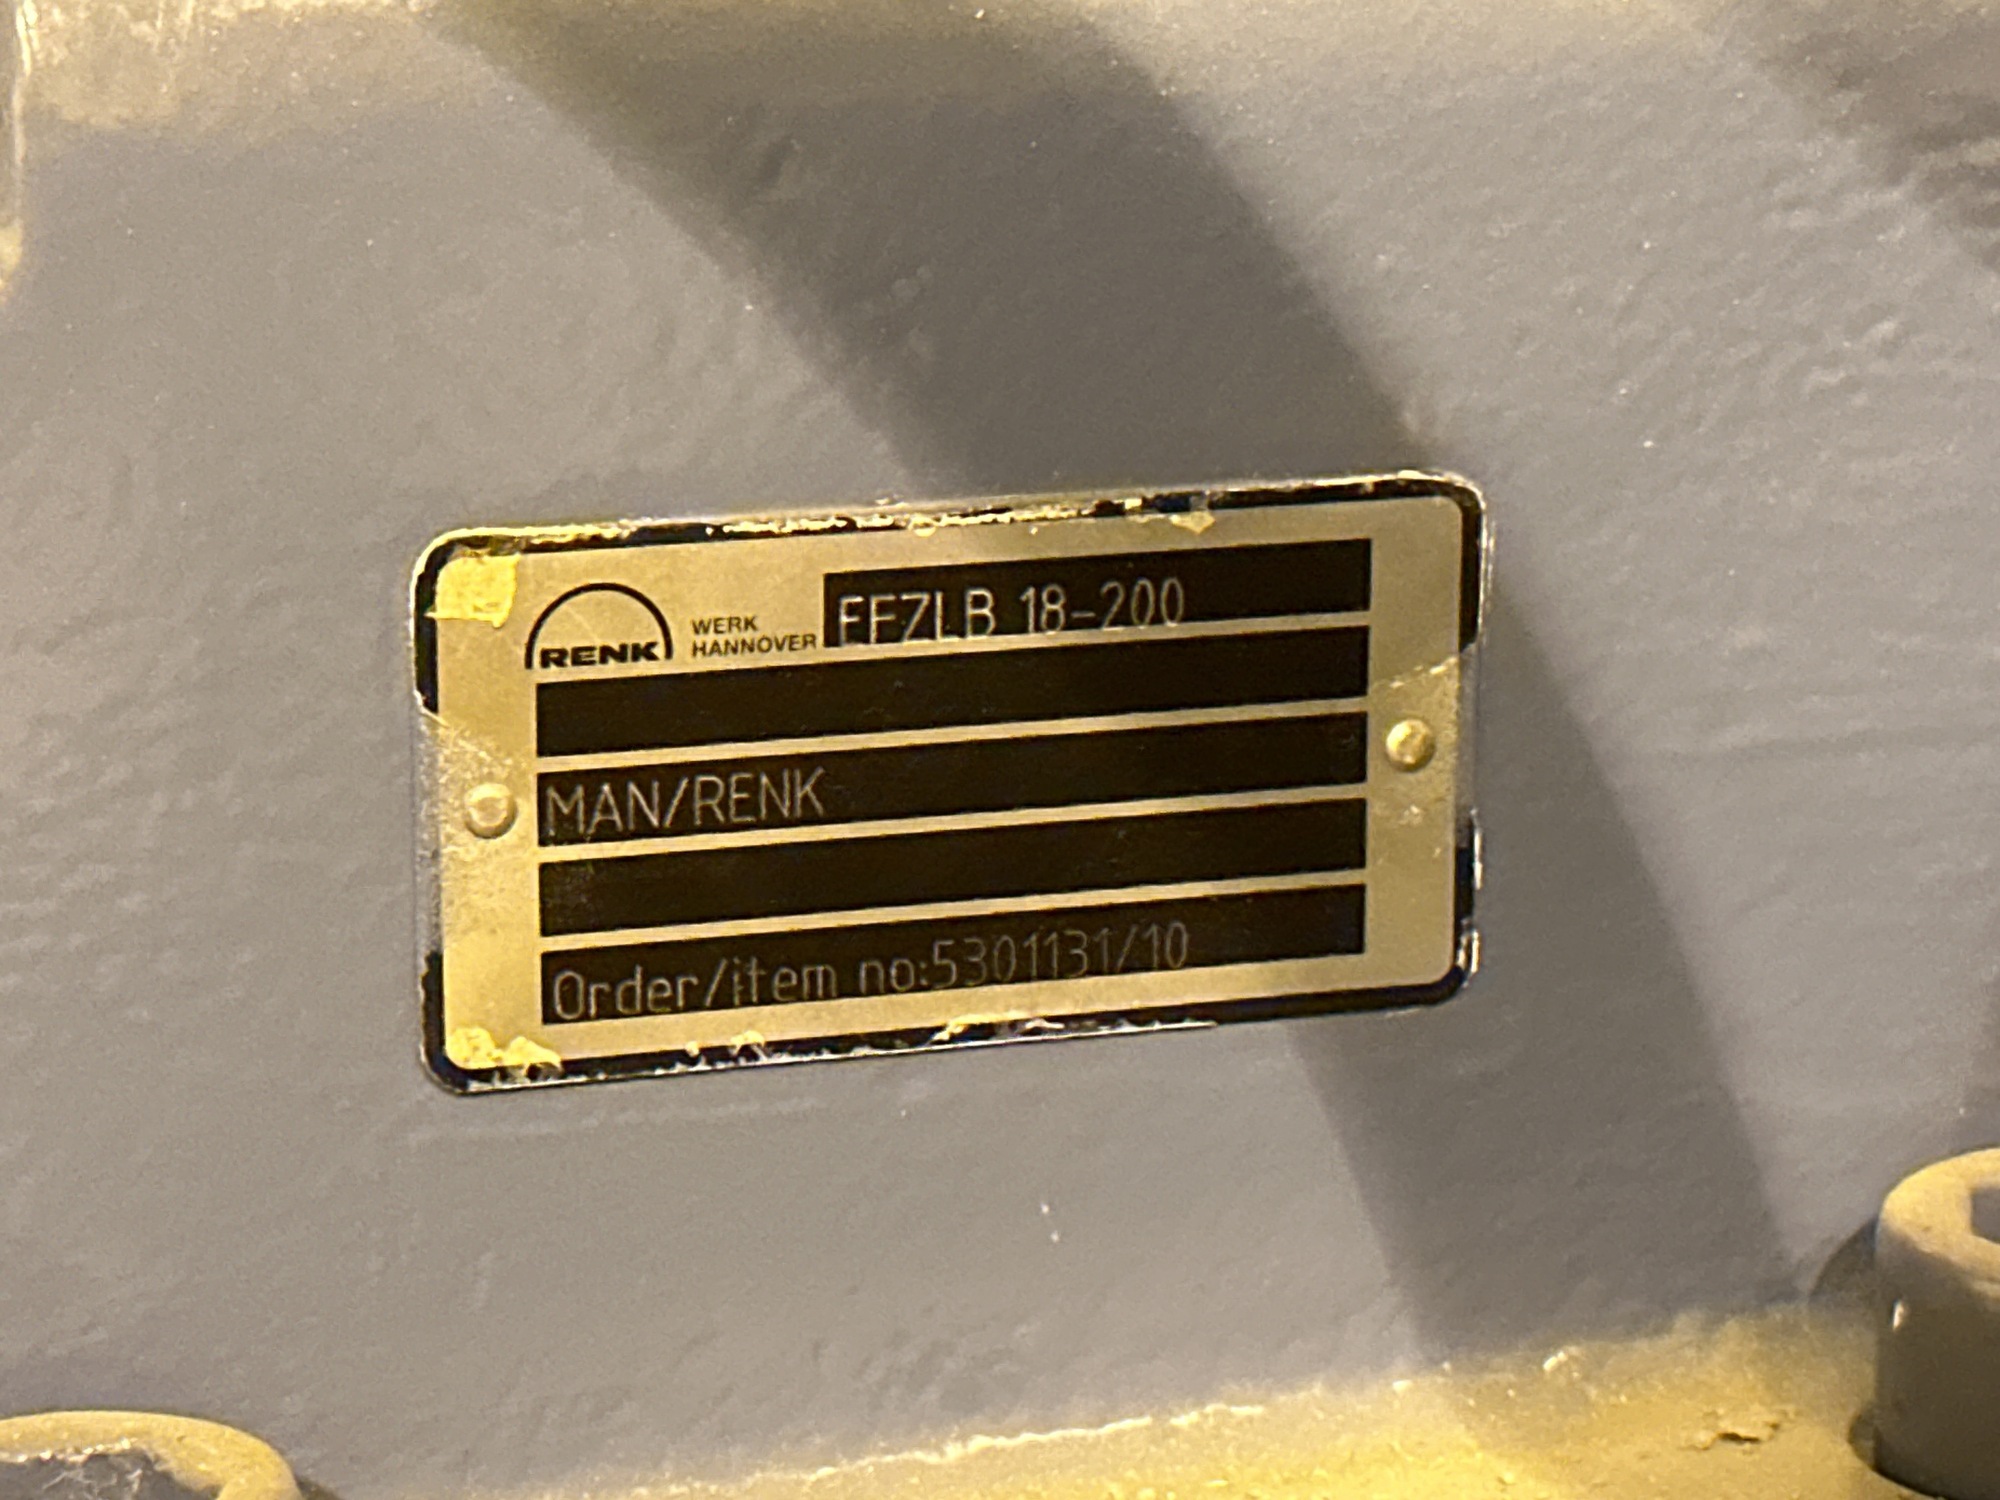 RENK
WERK
HANNOVER
EFZLB 18-200
MAN/RENK
Order/item no:5301131/10